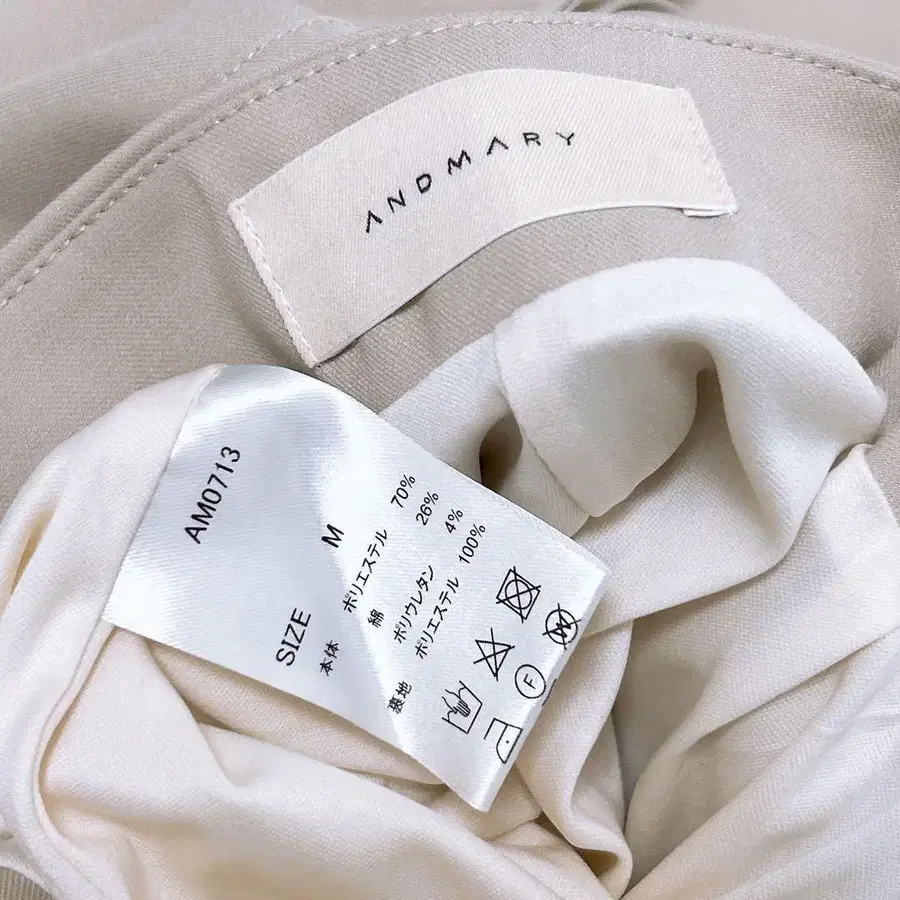 ANDMARY
AM0713
SIZE M
本体 ポリエステル 70%
綿 26%
ポリウレタン 4%
裏地 ポリエステル 100%
F
W